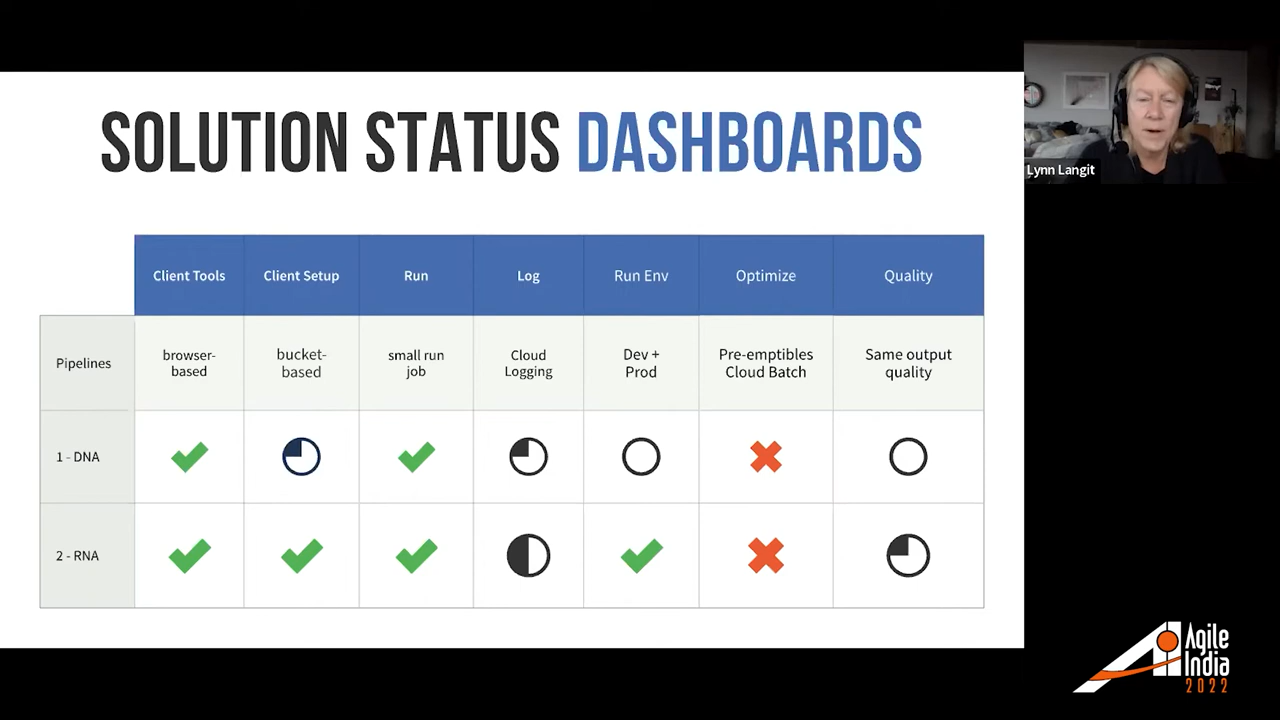 SOLUTION STATUS DASHBOARDS
Lynn Langit
Client Tools
Client Setup
Run
Log
Run Env
Optimize
Quality
Pipelines
browser-
based
bucket-
based
small run
job
Cloud
Logging
Dev +
Prod
Pre-emptibles
Cloud Batch
Same output
quality
1 - DNA
2 - RNA
Agile
India
2022